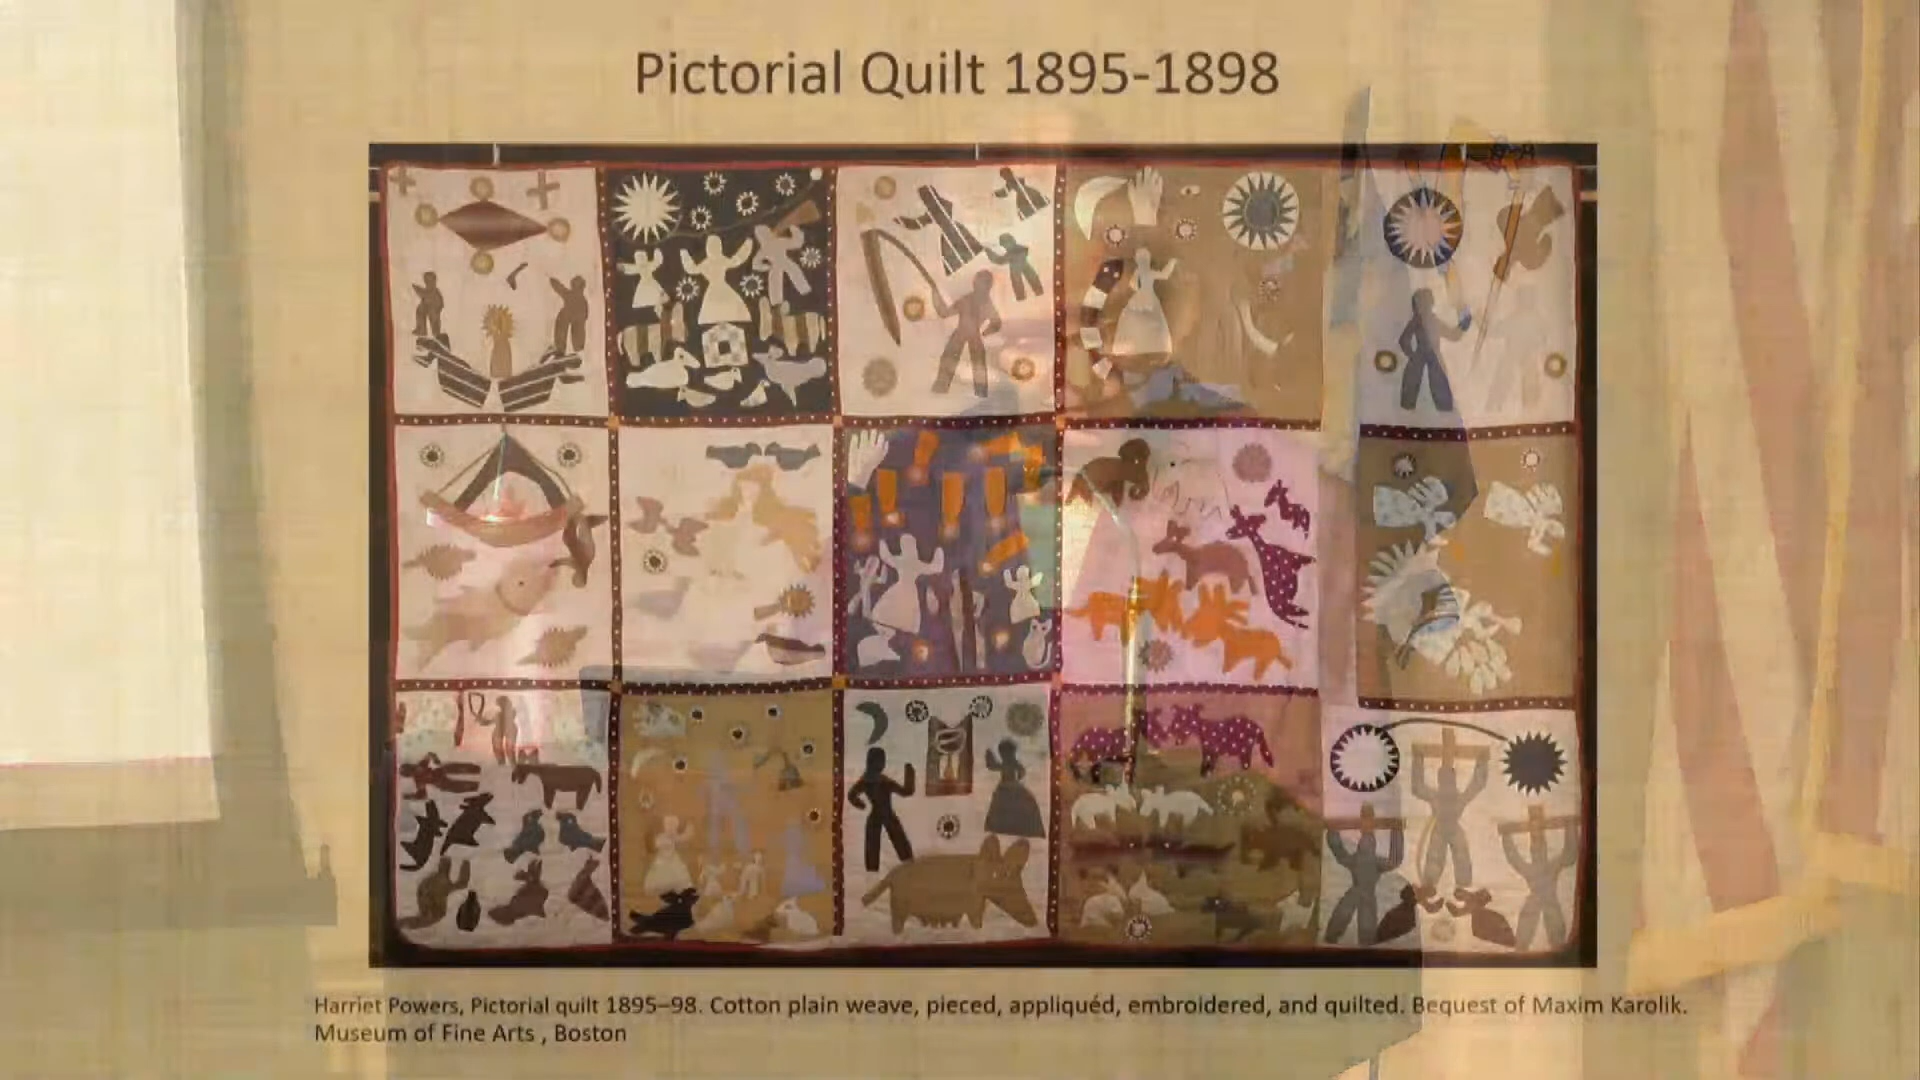 Pictorial Quilt 1895-1898
Harriet Powers, Pictorial quilt 1895–98. Cotton plain weave, pieced, appliquéd, embroidered, and quilted. Bequest of Maxim Karolik.
Museum of Fine Arts , Boston